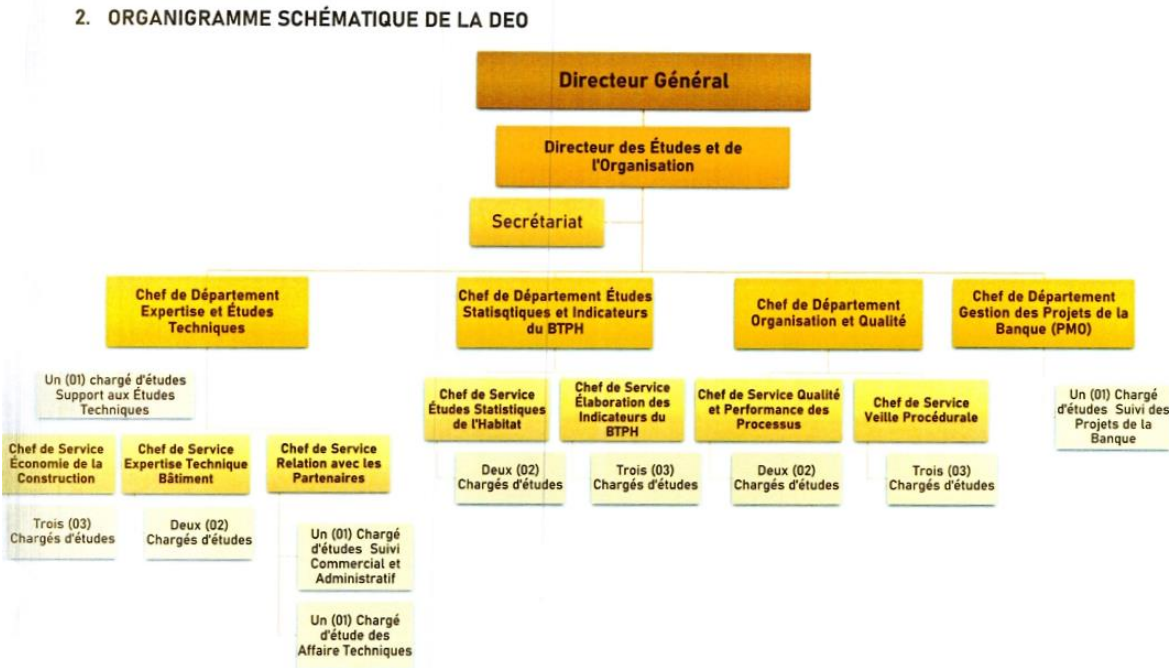 2. ORGANIGRAMME SCHÉMATIQUE DE LA DEO
Directeur Général
Directeur des Études et de
l'Organisation
Secrétariat
Chef de Département
Expertise et Études
Techniques
Chef de Département Études
Statisqtiques et Indicateurs
du BTPH
Chef de Département
Organisation et Qualité
Chef de Département
Gestion des Projets de la
Banque (PMO)
Un (01) chargé d'études
Support aux Études
Techniques
Chef de Service
Études Statistiques
de l'Habitat
Chef de Service
Élaboration des
Indicateurs du
BTPH
Chef de Service Qualité
et Performance des
Processus
Chef de Service
Veille Procédurale
Un (01) Chargé
d'études Suivi des
Projets de la
Banque
Chef de Service
Économie de la
Construction
Chef de Service
Expertise Technique
Bâtiment
Chef de Service
Relation avec les
Partenaires
Deux (02)
Chargés d'études
Trois (03)
Chargés d'études
Deux (02)
Chargés d'études
Trois (03)
Chargés d'études
Trois (03)
Chargés d'études
Deux (02)
Chargés d'études
Un (01) Chargé
d'études Suivi
Commercial et
Administratif
Un (01) Chargé
d'étude des
Affaire Techniques